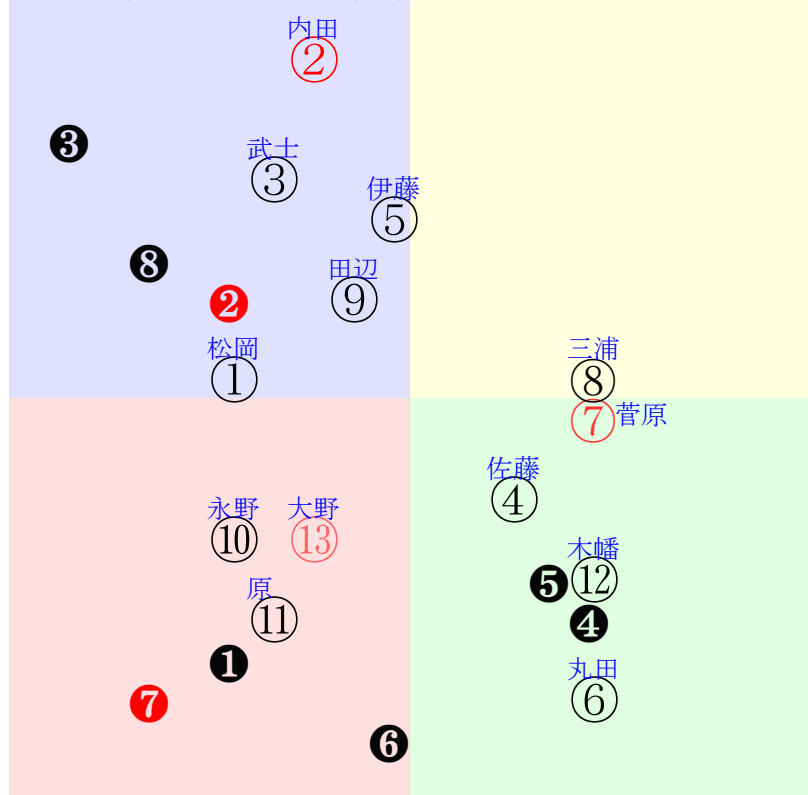 内田
②
❸
武士
③
伊藤
⑤
❽
田辺
❷
⑨
松岡
①
三浦
⑧
⑦菅原
佐藤
④
永野
⑩
大野
⑬
木幡
❺
⑫
原
⑪
❹
❶
丸田
❼
⑥
❻